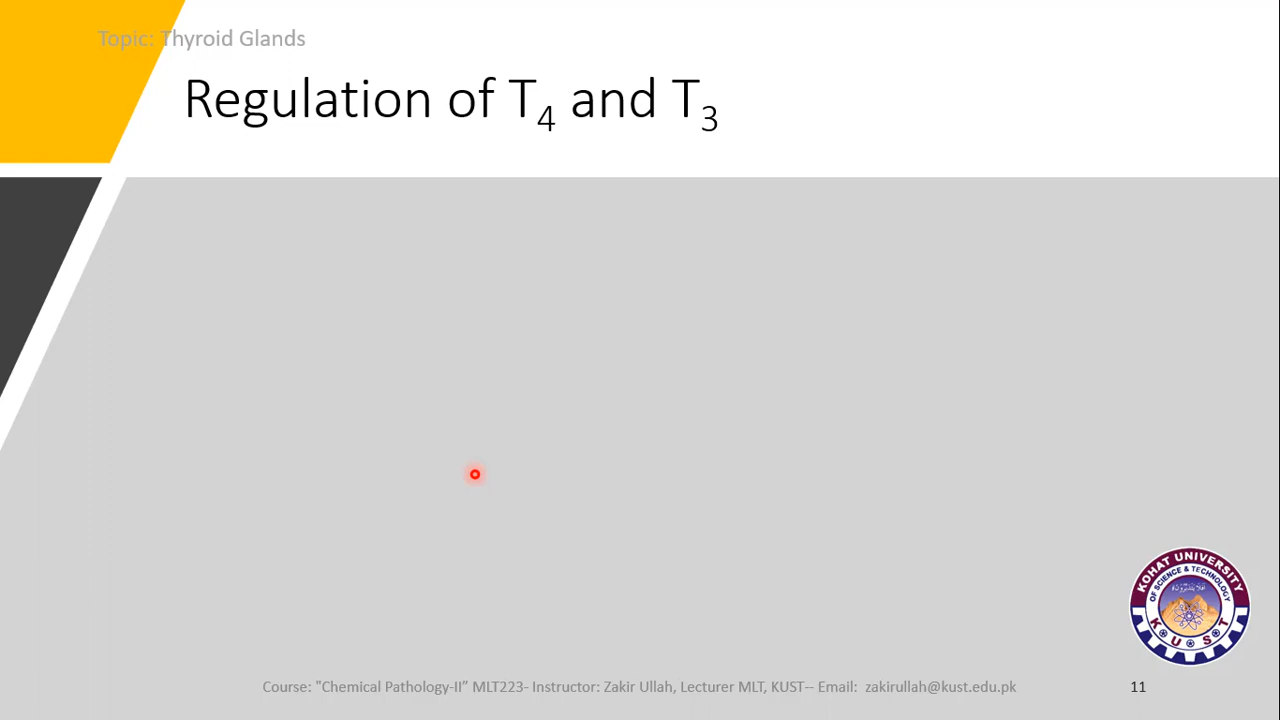 Topic: Thyroid Glands
Regulation of T4 and T3
KOHAT UNIVERSITY
OF SCIENCE & TECHNOLOGY
K U S T
Course: "Chemical Pathology-II” MLT223- Instructor: Zakir Ullah, Lecturer MLT, KUST-- Email: zakirullah@kust.edu.pk
11